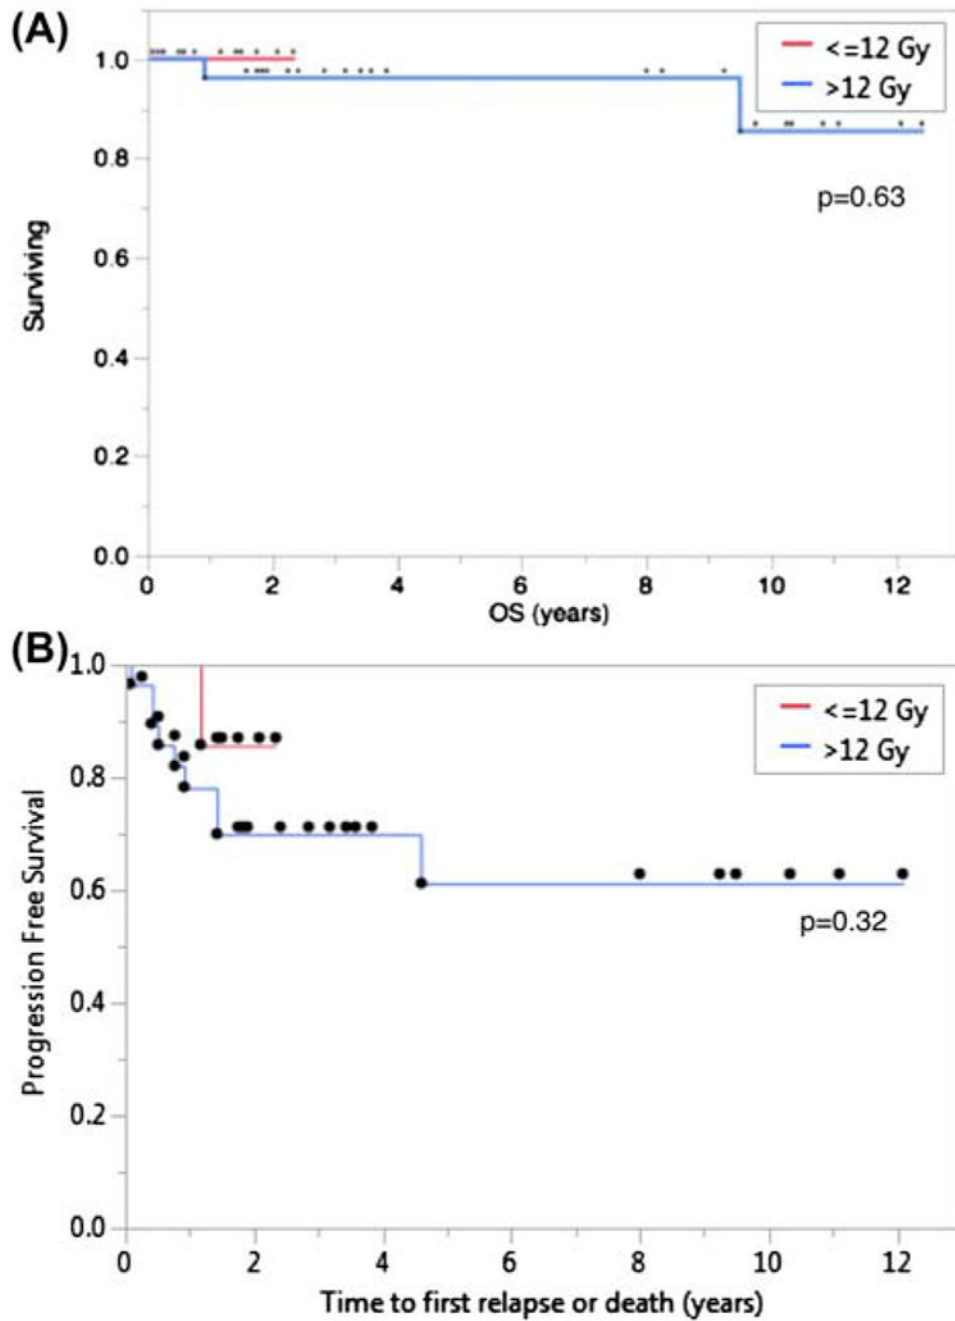 (A)
<=12 Gy
>12 Gy
1.0
0.8
p=0.63
0.6
Surviving
0.4
0.2
0.0
0 2 4 6 8 10 12
OS (years)
(B)
1.0
<=12 Gy
>12 Gy
0.8
0.6
p=0.32
Progression Free Survival
0.4
0.2
0.0
0 2 4 6 8 10 12
Time to first relapse or death (years)